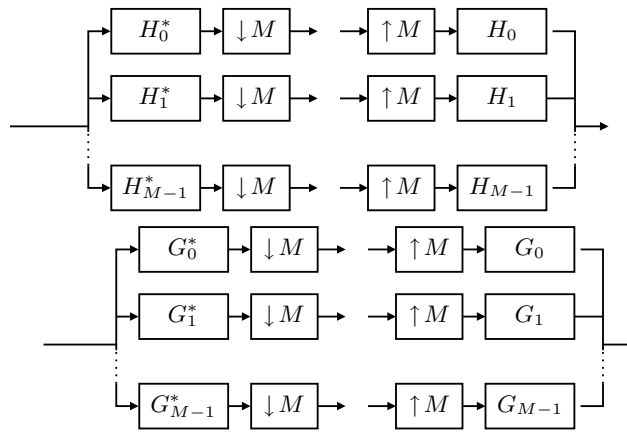 H_0^* ↓M ↑M H_0
H_1^* ↓M ↑M H_1
H_{M−1}^* ↓M ↑M H_{M−1}
G_0^* ↓M ↑M G_0
G_1^* ↓M ↑M G_1
G_{M−1}^* ↓M ↑M G_{M−1}